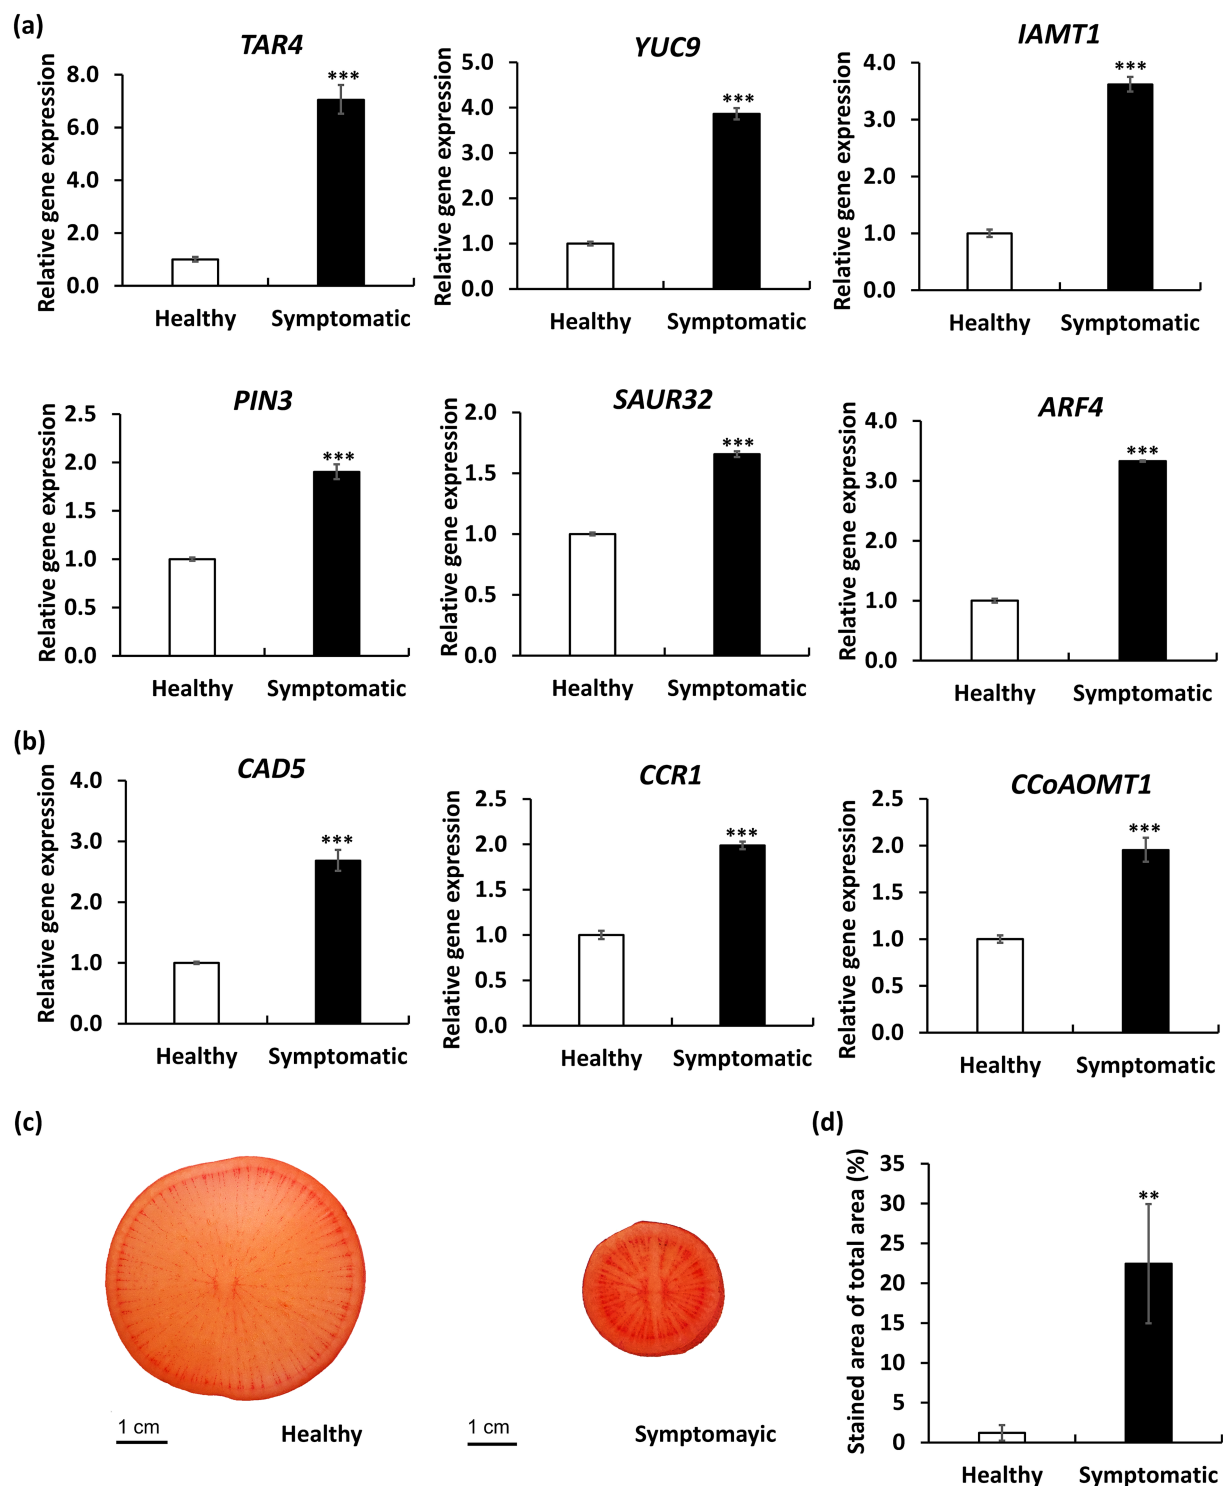 (a)
TAR4
Relative gene expression
8.0
6.0
4.0
2.0
0.0
***
Healthy
Symptomatic
YUC9
Relative gene expression
5.0
4.0
3.0
2.0
1.0
0.0
***
Healthy
Symptomatic
IAMT1
Relative gene expression
4.0
3.0
2.0
1.0
0.0
***
Healthy
Symptomatic
PIN3
Relative gene expression
2.5
2.0
1.5
1.0
0.5
0.0
***
Healthy
Symptomatic
SAUR32
Relative gene expression
2.0
1.5
1.0
0.5
0.0
***
Healthy
Symptomatic
ARF4
Relative gene expression
4.0
3.0
2.0
1.0
0.0
***
Healthy
Symptomatic
(b)
CAD5
Relative gene expression
4.0
3.0
2.0
1.0
0.0
***
Healthy
Symptomatic
CCR1
Relative gene expression
2.5
2.0
1.5
1.0
0.5
0.0
***
Healthy
Symptomatic
CCoAOMT1
Relative gene expression
2.5
2.0
1.5
1.0
0.5
0.0
***
Healthy
Symptomatic
(c)
1 cm
Healthy
1 cm
Symptomayic
(d)
Stained area of total area (%)
35
30
25
20
15
10
5
0
**
Healthy
Symptomatic